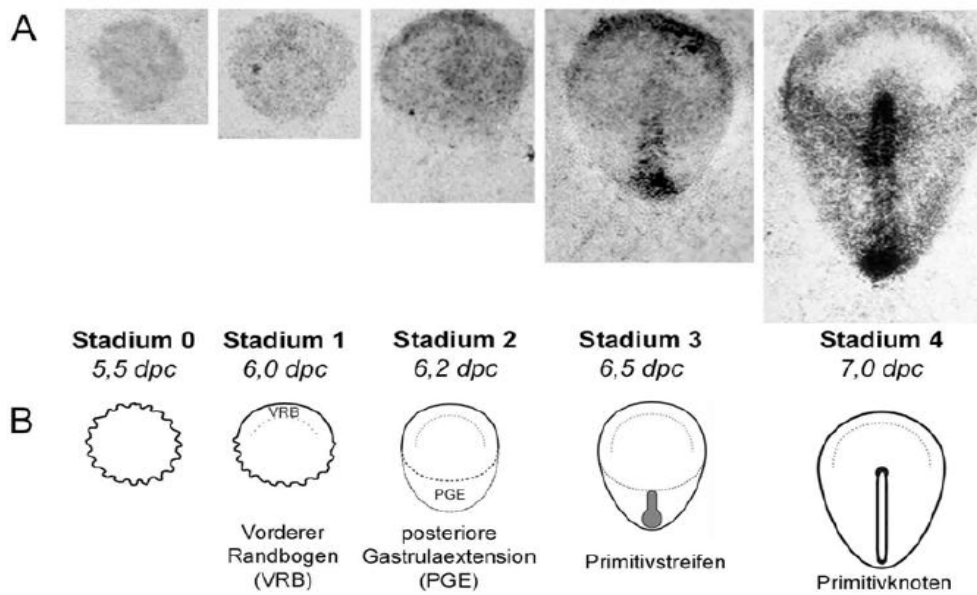 A
Stadium 0 Stadium 1 Stadium 2 Stadium 3 Stadium 4
5,5 dpc 6,0 dpc 6,2 dpc 6,5 dpc 7,0 dpc
B
VRB
PGE
Vorderer
Randbogen
(VRB)
posteriore
Gastrulaextension
(PGE)
Primitivstreifen
Primitivknoten